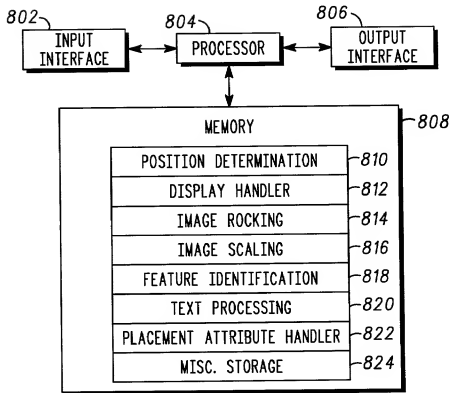 802
804
806
INPUT
INTERFACE
PROCESSOR
OUTPUT
INTERFACE
808
MEMORY
POSITION DETERMINATION 810
DISPLAY HANDLER 812
IMAGE ROCKING 814
IMAGE SCALING 816
FEATURE IDENTIFICATION 818
TEXT PROCESSING 820
PLACEMENT ATTRIBUTE HANDLER 822
MISC. STORAGE 824